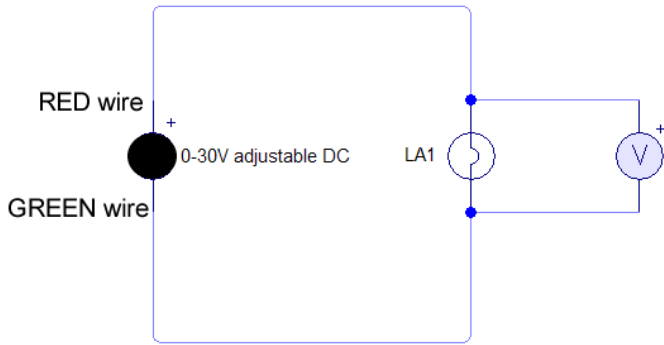 RED wire
+
0-30V adjustable DC
LA1
V
+
GREEN wire